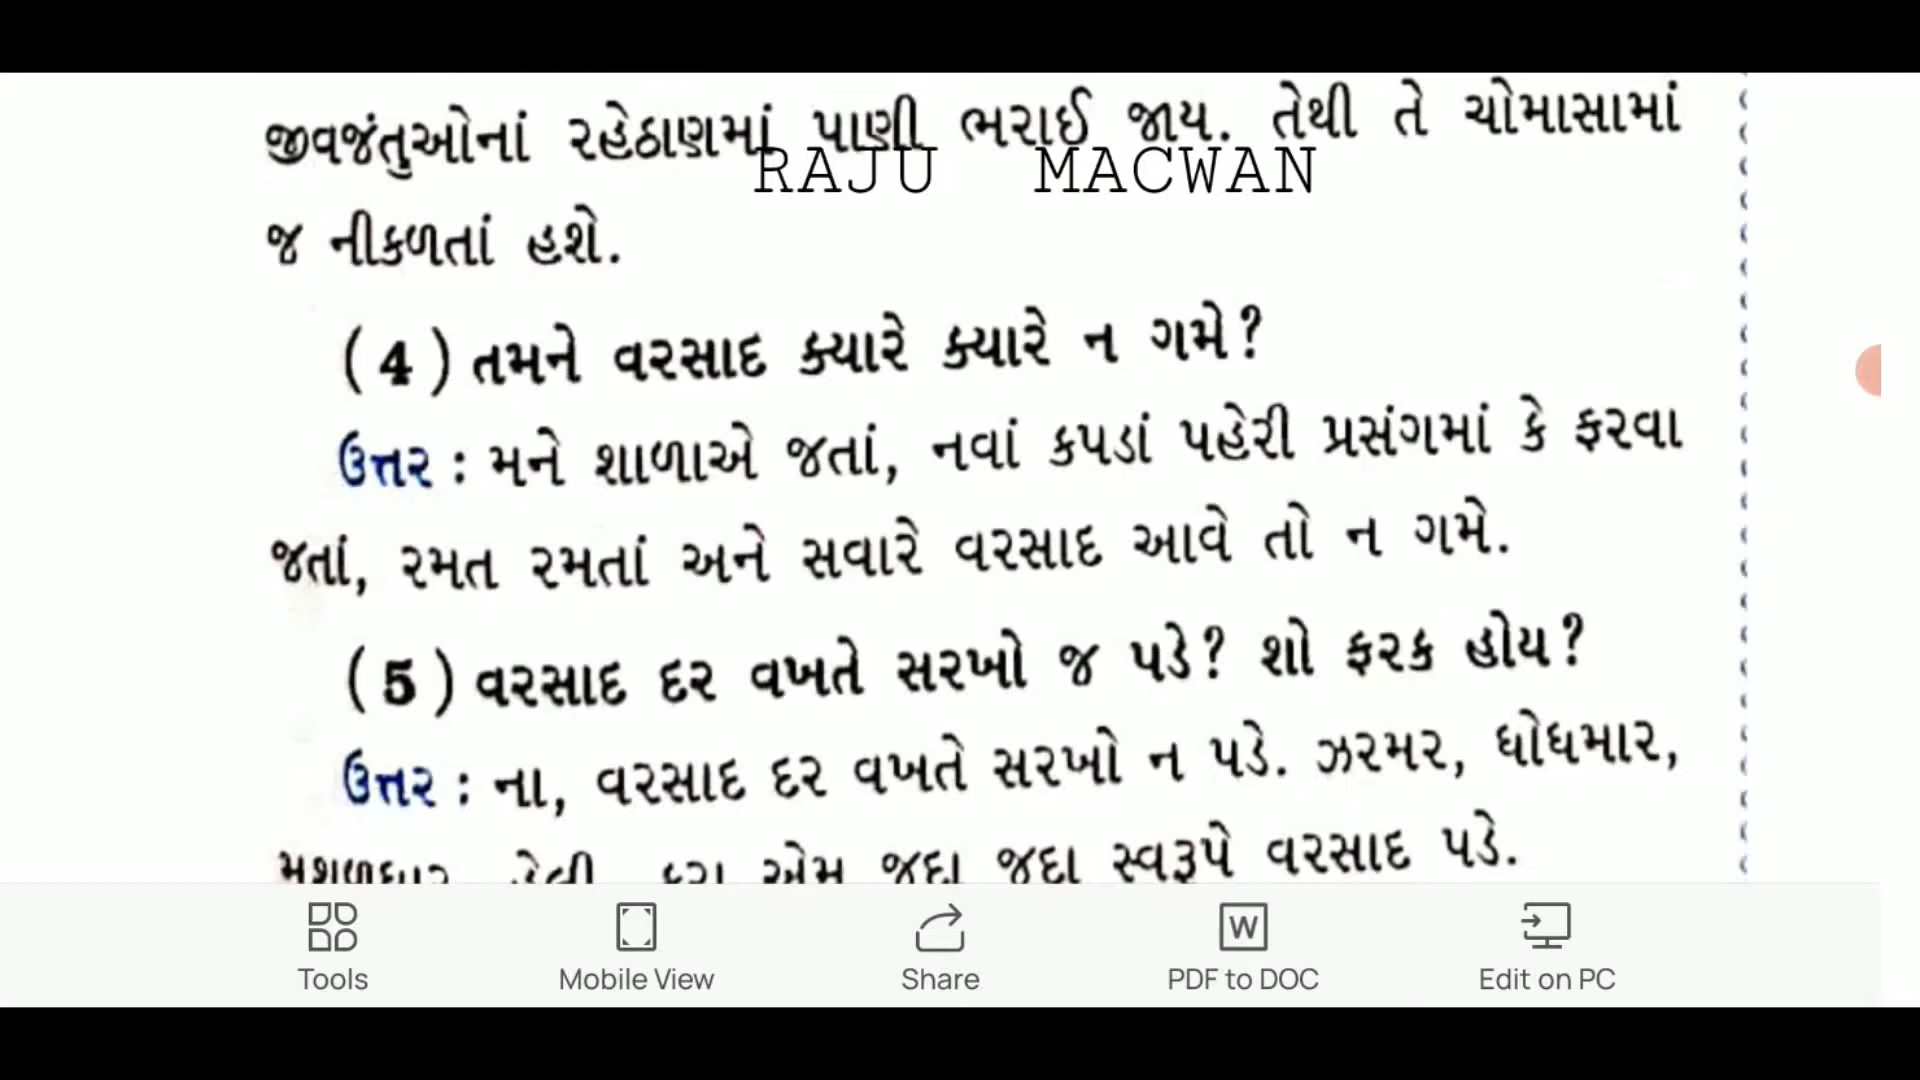 જીવજંતુઓનાં રહેઠાણમાં પાણી ભરાઈ જાય. તેથી તે ચોમાસામાં
RAJU MACWAN
જ નીકળતાં હશે.
(4) તમને વરસાદ ક્યારે ક્યારે ન ગમે?
ઉત્તર : મને શાળાએ જતાં, નવાં કપડાં પહેરી પ્રસંગમાં કે ફરવા
જતાં, રમત રમતાં અને સવારે વરસાદ આવે તો ન ગમે.
(5) વરસાદ દર વખતે સરખો જ પડે? શો ફરક હોય?
ઉત્તર : ના, વરસાદ દર વખતે સરખો ન પડે. ઝરમર, ધોધમાર,
એમ જુદા જુદા સ્વરૂપે વરસાદ પડે.
Tools Mobile View Share PDF to DOC Edit on PC